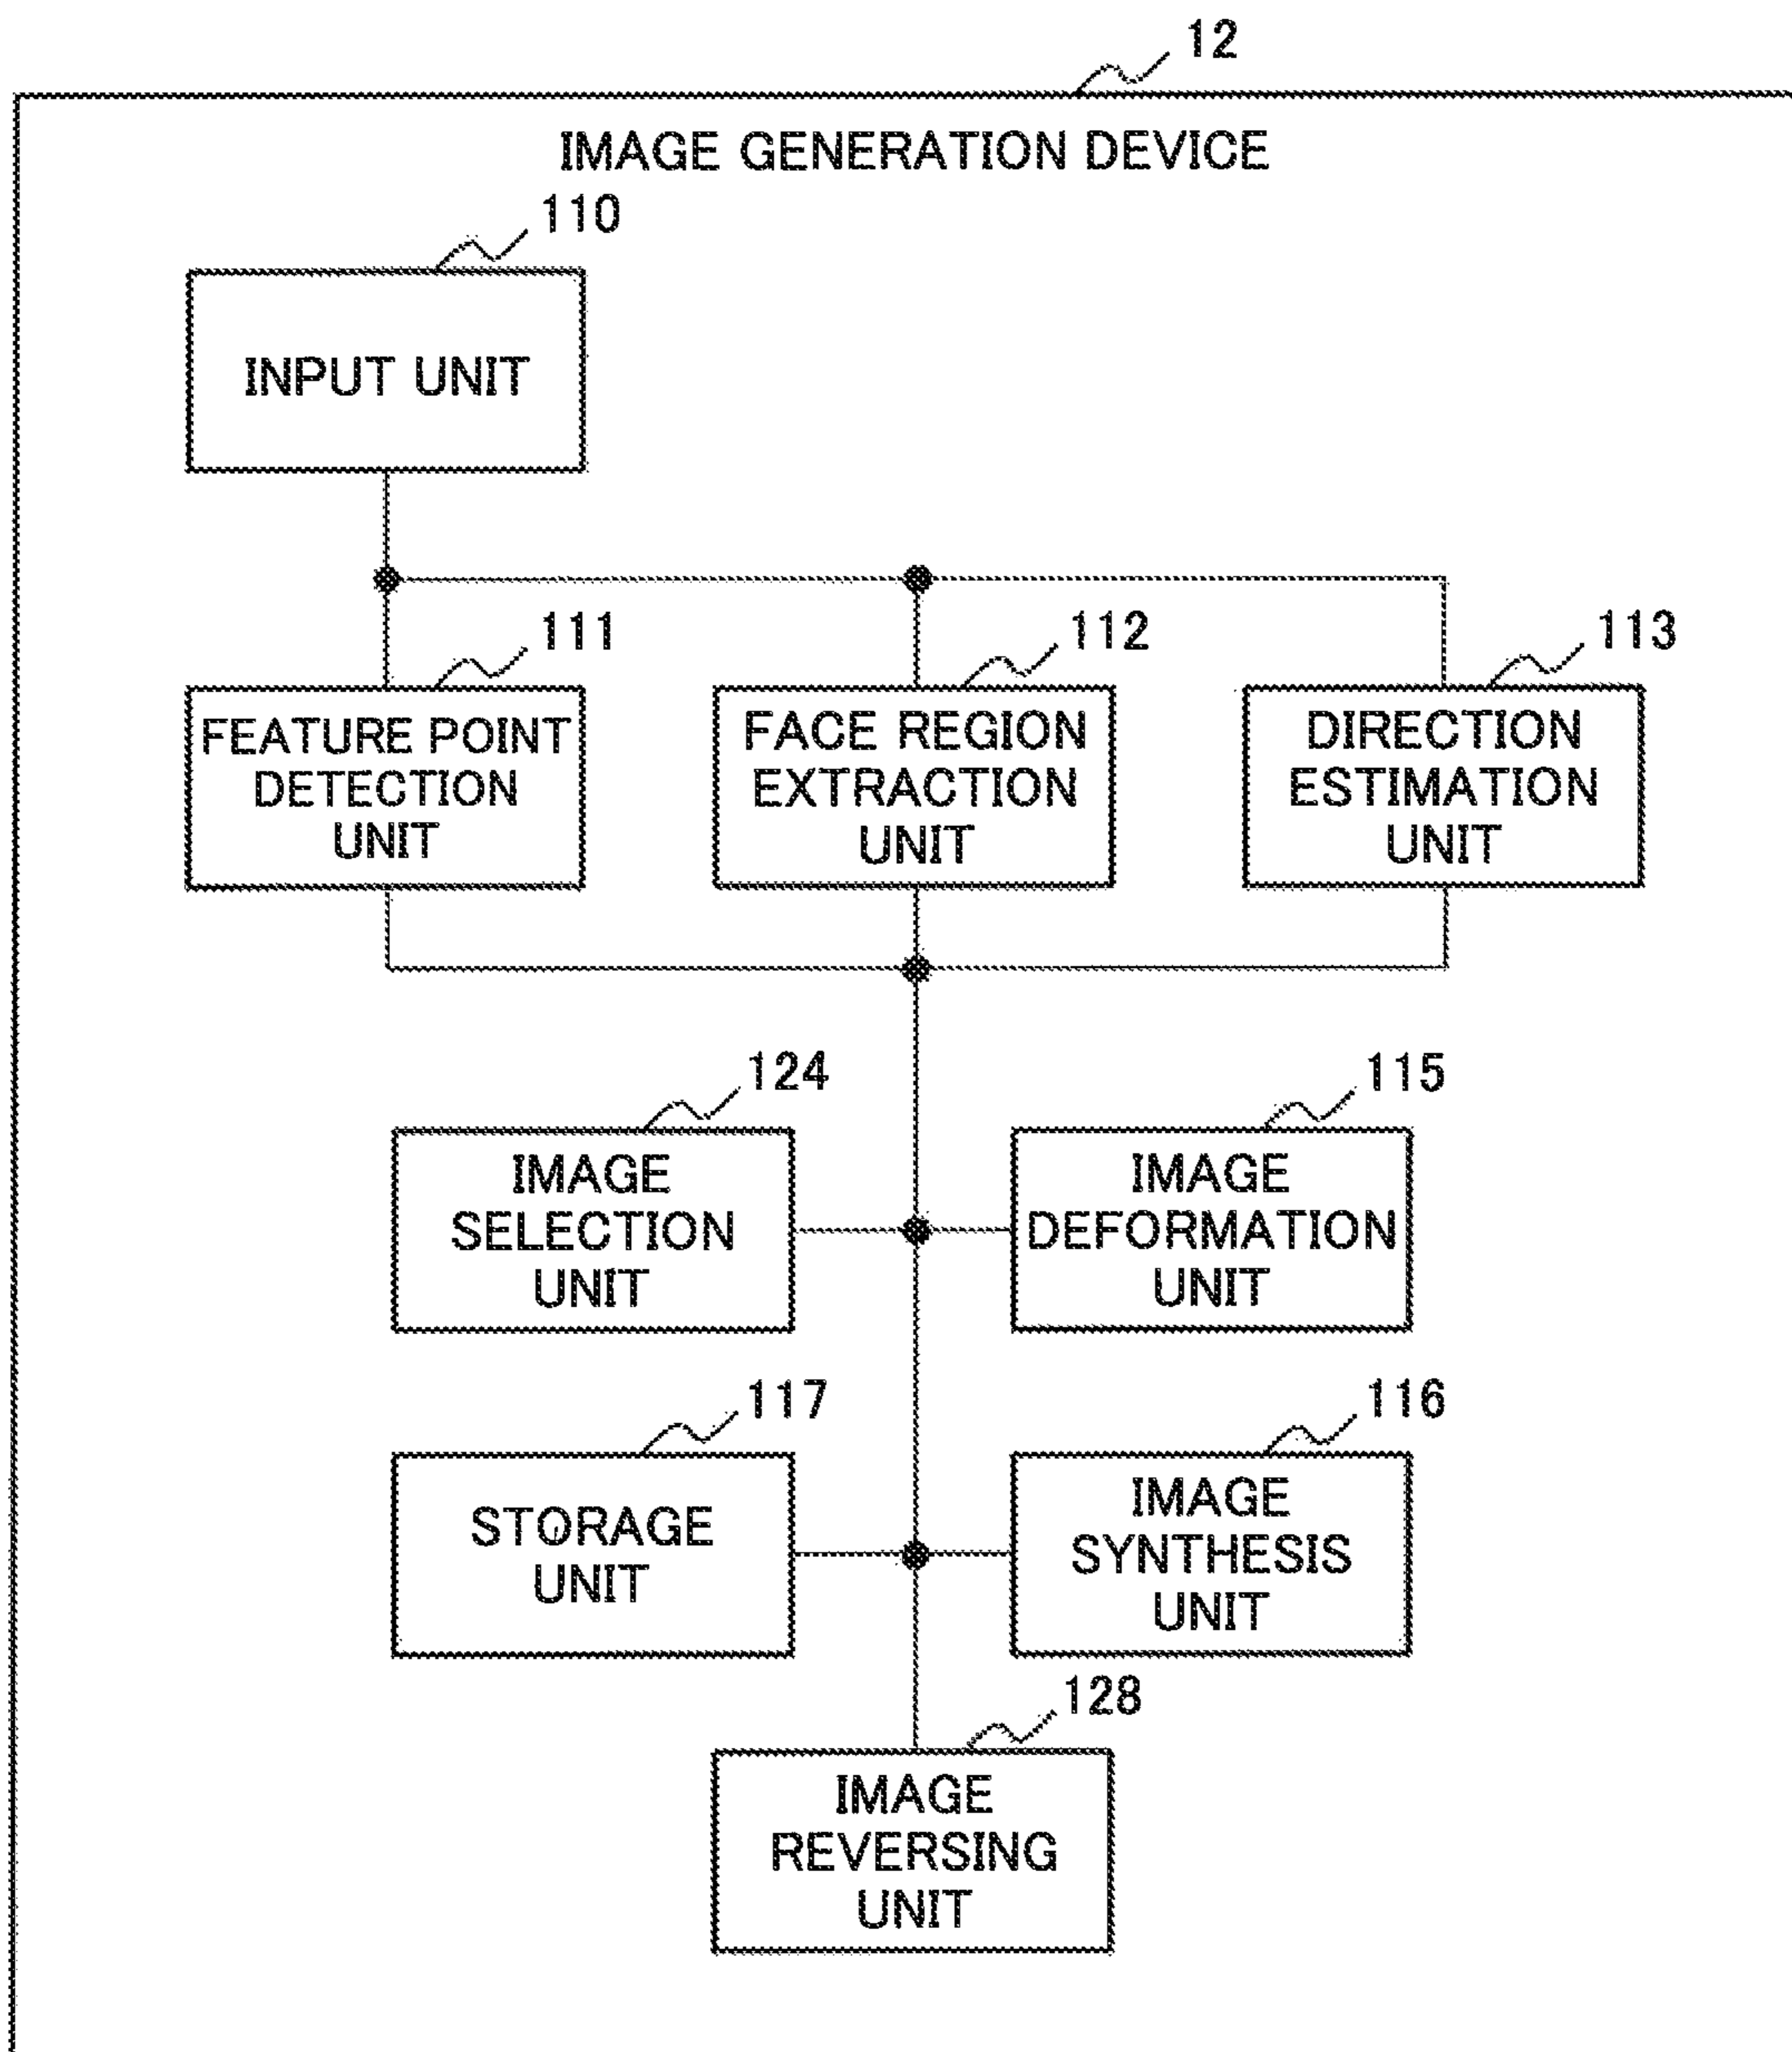 12
IMAGE GENERATION DEVICE
110
INPUT UNIT
111
FEATURE POINT
DETECTION
UNIT
112
FACE REGION
EXTRACTION
UNIT
113
DIRECTION
ESTIMATION
UNIT
124
IMAGE
SELECTION
UNIT
115
IMAGE
DEFORMATION
UNIT
117
STORAGE
UNIT
116
IMAGE
SYNTHESIS
UNIT
128
IMAGE
REVERSING
UNIT